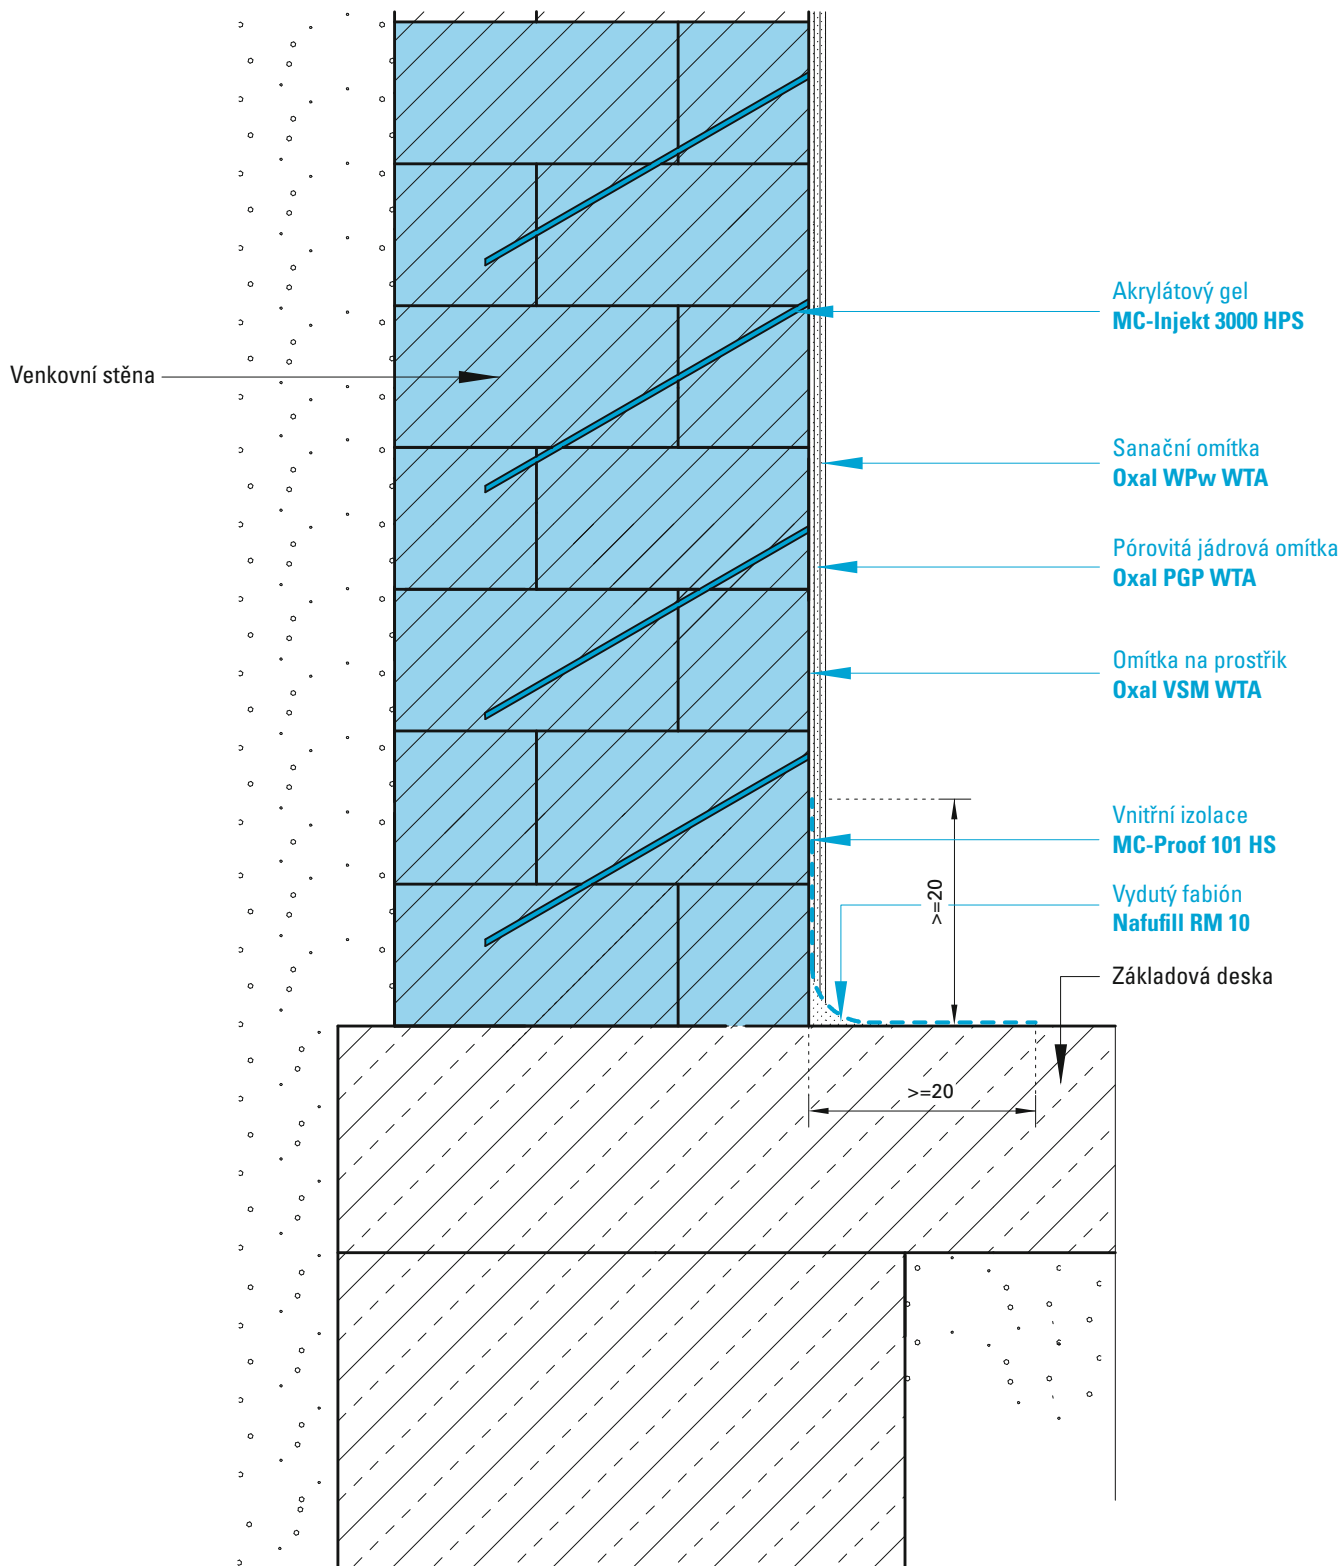 Akrylátový gel
MC-Injekt 3000 HPS
Venkovní stěna
Sanační omítka
Oxal WPw WTA
Pórovitá jádrová omítka
Oxal PGP WTA
Omítka na prostřik
Oxal VSM WTA
Vnitřní izolace
MC-Proof 101 HS
>=20
Vydutý fabión
Nafufill RM 10
Základová deska
>=20